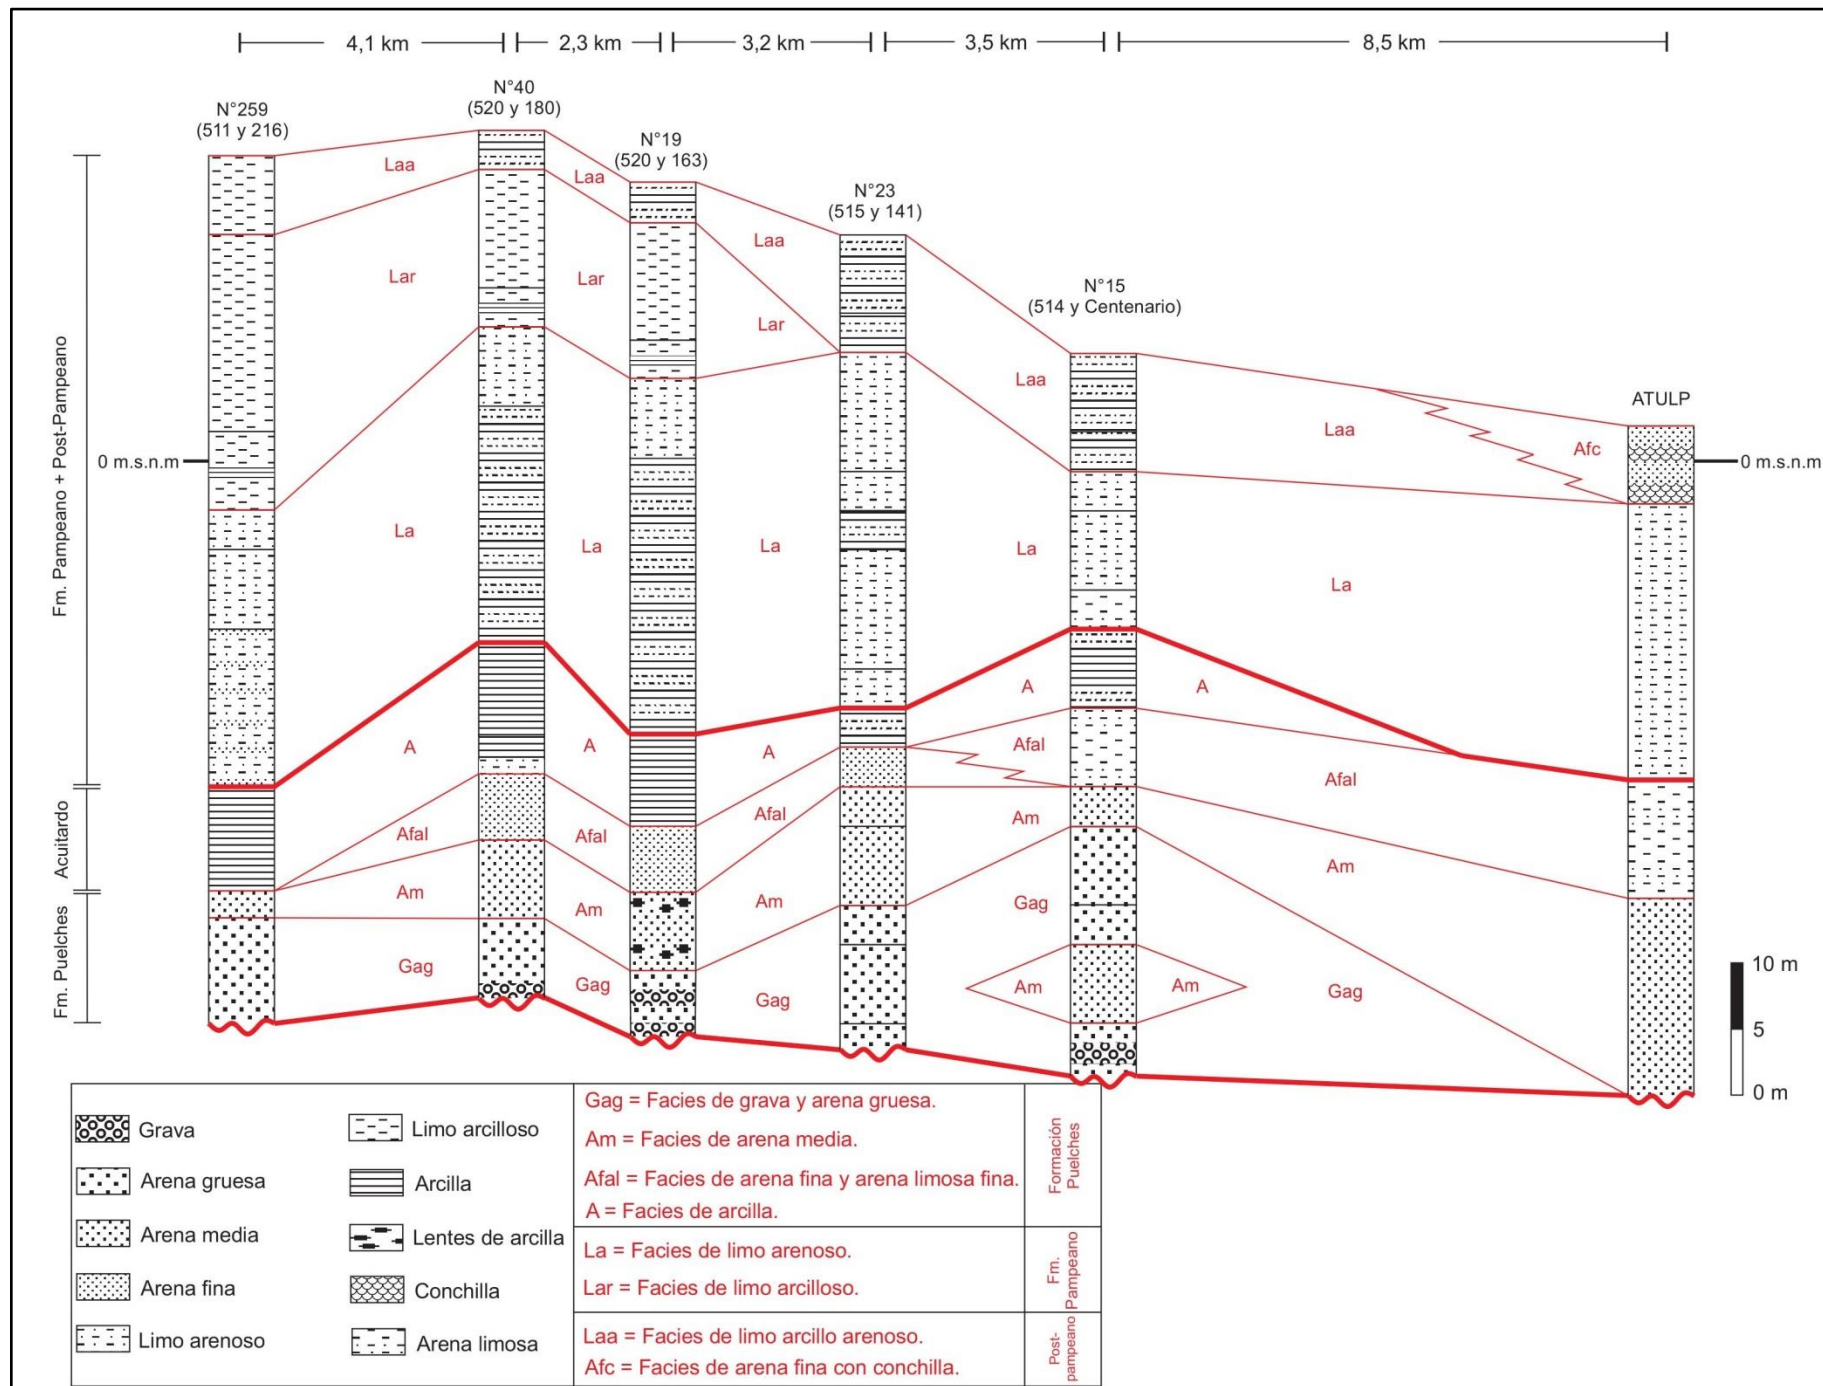 4,1 km
2,3 km
3,2 km
3,5 km
8,5 km
N°259
(511 y 216)
N°40
(520 y 180)
N°19
(520 y 163)
N°23
(515 y 141)
N°15
(514 y Centenario)
ATULP
Fm. Pampeano + Post-Pampeano
Acuitardo
Fm. Puelches
0 m.s.n.m
0 m.s.n.m
Laa
Laa
Laa
Laa
Laa
Afc
Lar
Lar
Lar
La
La
La
La
La
A
A
A
A
A
Afal
Afal
Afal
Afal
Afal
Am
Am
Am
Am
Am
Gag
Gag
Gag
Gag
Am
Am
Gag
10 m
5
0 m
Grava
Arena gruesa
Arena media
Arena fina
Limo arenoso
Limo arcilloso
Arcilla
Lentes de arcilla
Conchilla
Arena limosa
Gag = Facies de grava y arena gruesa.
Am = Facies de arena media.
Afal = Facies de arena fina y arena limosa fina.
A = Facies de arcilla.
Formación
Puelches
La = Facies de limo arenoso.
Lar = Facies de limo arcilloso.
Fm.
Pampeano
Laa = Facies de limo arcillo arenoso.
Afc = Facies de arena fina con conchilla.
Post-
pampeano